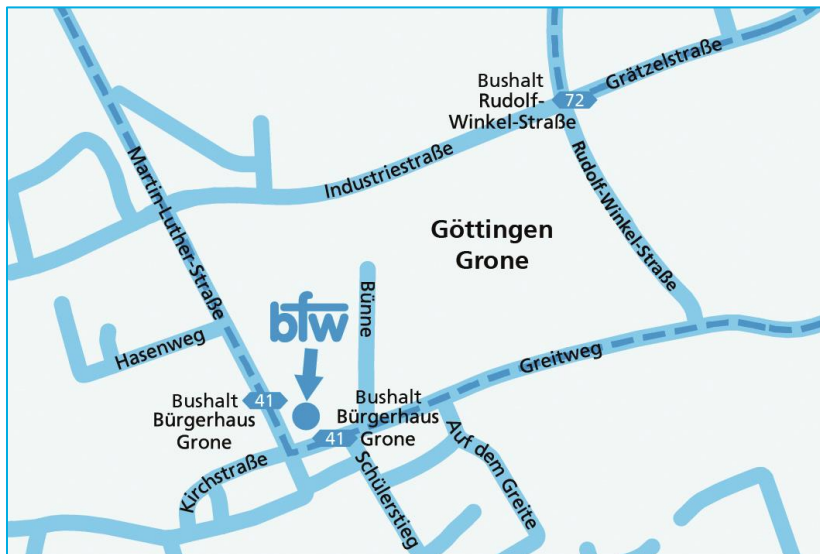 Bushalt
Rudolf-
Winkel-Straße
72
Grätzelstraße
Industriestraße
Rudolf-Winkel-Straße
Martin-Luther-Straße
Göttingen
Grone
bfw
Bünne
Hasenweg
Greitweg
41
Bushalt
Bürgerhaus
Grone
Bushalt
Bürgerhaus
Grone
41
Kirchstraße
Schülerstieg
Auf dem Greite